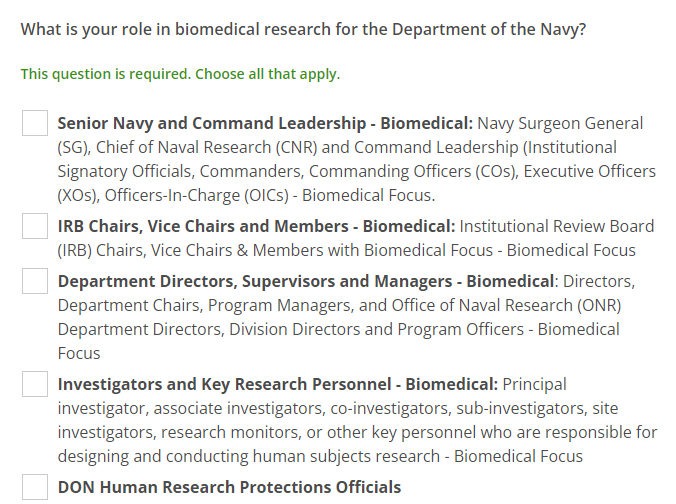 What is your role in biomedical research for the Department of the Navy?
This question is required. Choose all that apply.
Senior Navy and Command Leadership - Biomedical: Navy Surgeon General
(SG), Chief of Naval Research (CNR) and Command Leadership (Institutional
Signatory Officials, Commanders, Commanding Officers (COs), Executive Officers
(XOs), Officers-In-Charge (OICs) - Biomedical Focus.
IRB Chairs, Vice Chairs and Members - Biomedical: Institutional Review Board
(IRB) Chairs, Vice Chairs & Members with Biomedical Focus - Biomedical Focus
Department Directors, Supervisors and Managers - Biomedical: Directors,
Department Chairs, Program Managers, and Office of Naval Research (ONR)
Department Directors, Division Directors and Program Officers - Biomedical
Focus
Investigators and Key Research Personnel - Biomedical: Principal
investigator, associate investigators, co-investigators, sub-investigators, site
investigators, research monitors, or other key personnel who are responsible for
designing and conducting human subjects research - Biomedical Focus
DON Human Research Protections Officials